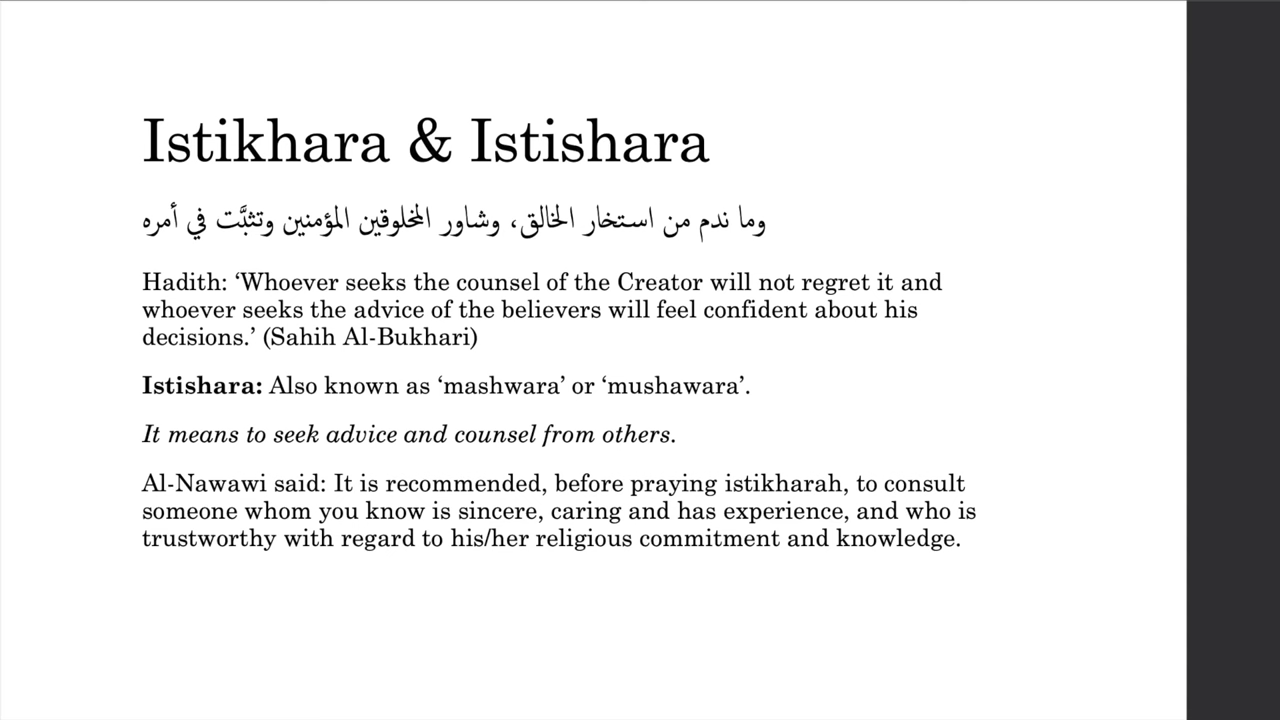 Istikhara & Istishara
وما ندم من استخار الخالق، وشاور المخلوقين المؤمنين وتثبَّت في أمره
Hadith: ‘Whoever seeks the counsel of the Creator will not regret it and
whoever seeks the advice of the believers will feel confident about his
decisions.’ (Sahih Al-Bukhari)
Istishara: Also known as ‘mashwara’ or ‘mushawara’.
It means to seek advice and counsel from others.
Al-Nawawi said: It is recommended, before praying istikharah, to consult
someone whom you know is sincere, caring and has experience, and who is
trustworthy with regard to his/her religious commitment and knowledge.